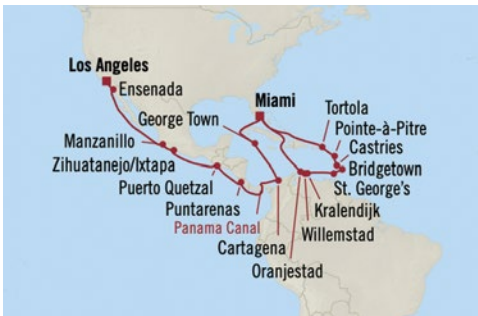 Los Angeles
Ensenada
Miami
George Town
Tortola
Pointe-à-Pitre
Castries
Manzanillo
Bridgetown
Zihuatanejo/Ixtapa
St. George's
Puerto Quetzal
Kralendijk
Puntarenas
Willemstad
Panama Canal
Cartagena
Oranjestad